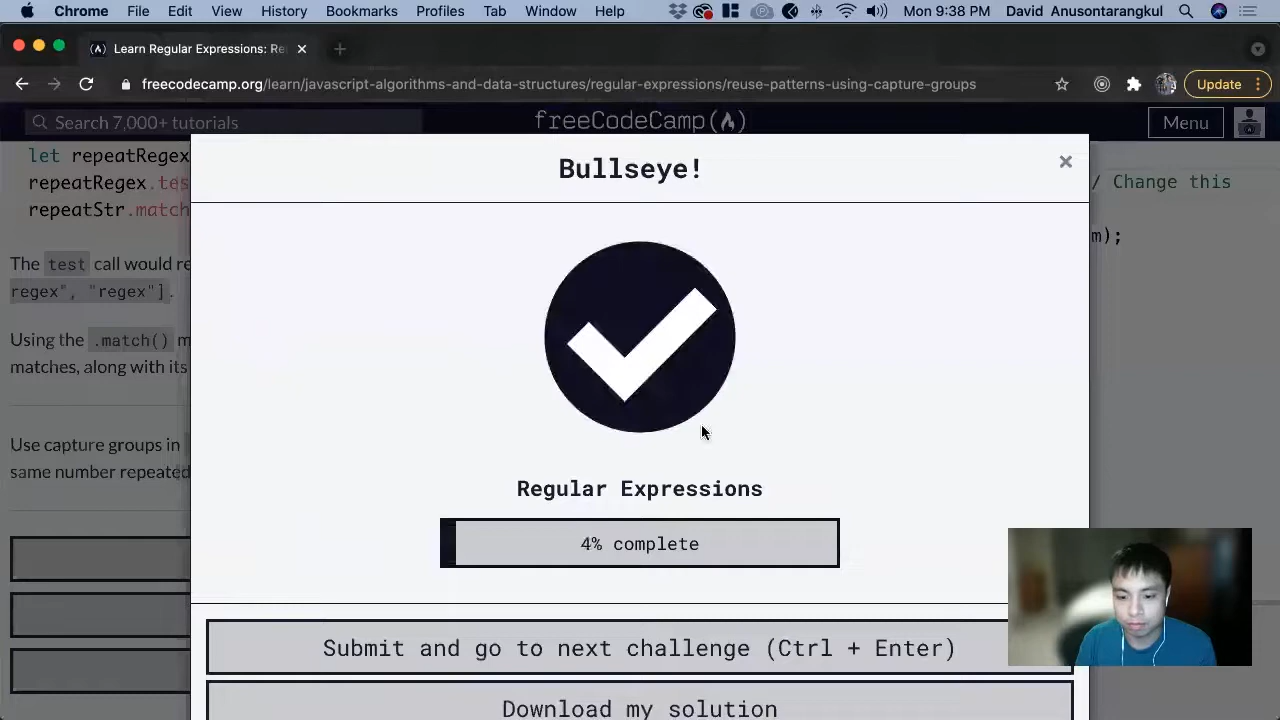 Chrome File Edit View History Bookmarks Profiles Tab Window Help Mon 9:38 PM David Anusontarangkul
Learn Regular Expressions: Re
freecodecamp.org/learn/javascript-algorithms-and-data-structures/regular-expressions/reuse-patterns-using-capture-groups Update
Search 7,000+ tutorials freeCodeCamp Menu
Bullseye!
let repeatRegex
repeatRegex.tes / Change this
repeatStr.match
m);
The test call would re
regex", "regex"].
Using the .match() m
matches, along with its
Use capture groups in
same number repeated
Regular Expressions
4% complete
Submit and go to next challenge (Ctrl + Enter)
Download my solution